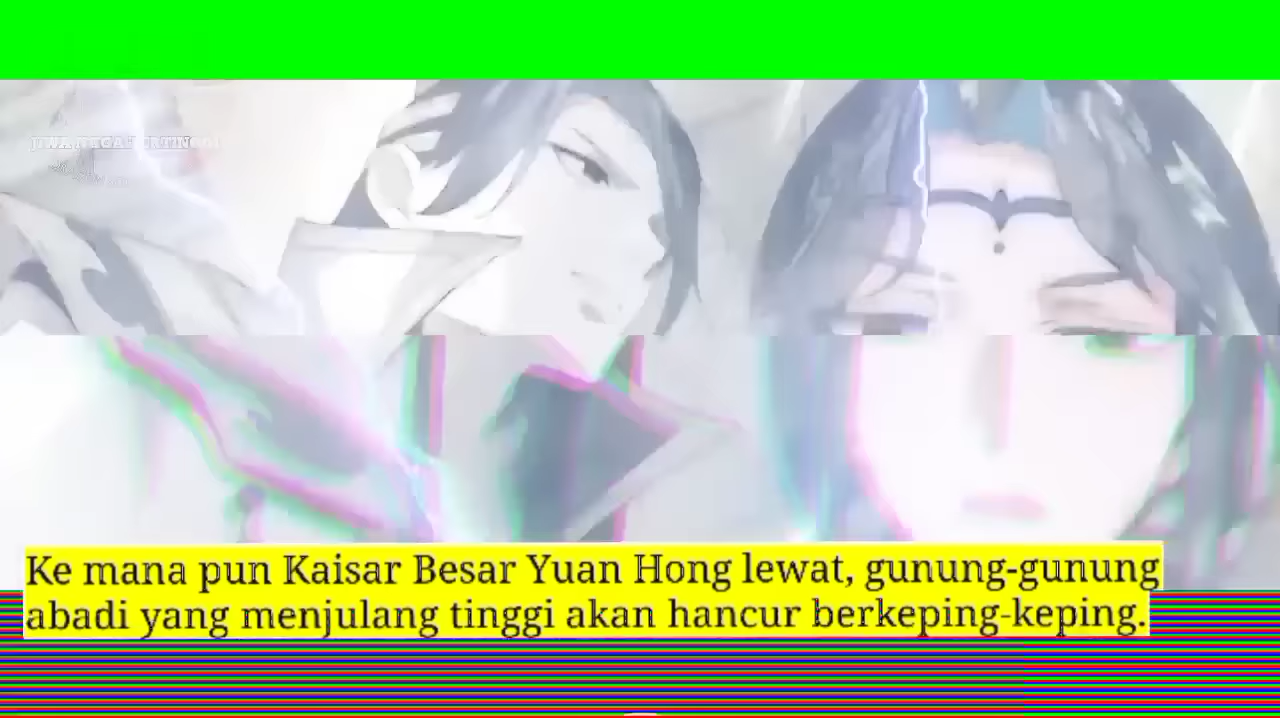 Ke mana pun Kaisar Besar Yuan Hong lewat, gunung-gunung
abadi yang menjulang tinggi akan hancur berkeping-keping.